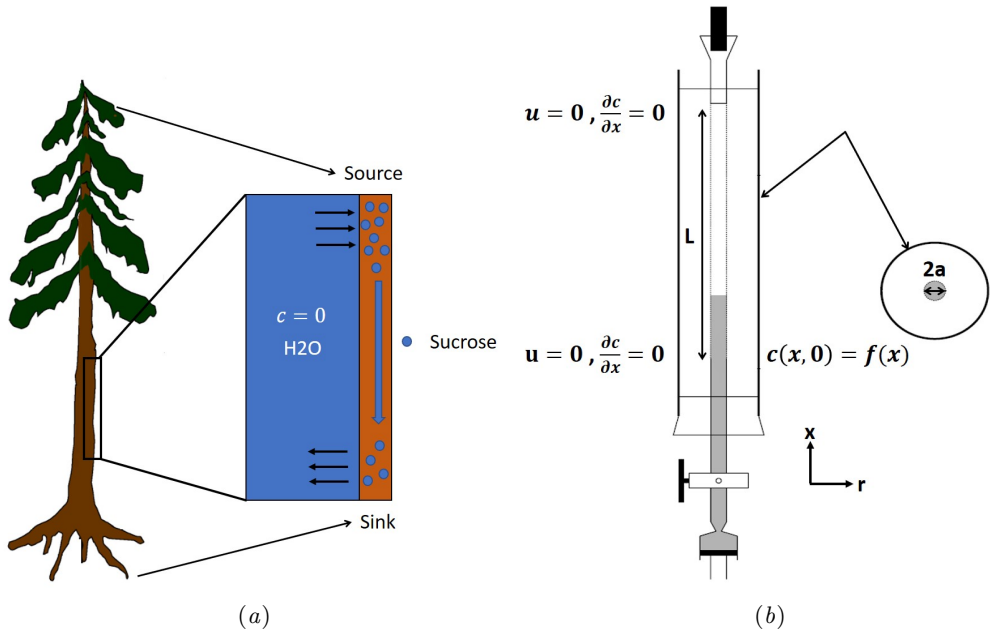 Source
c = 0
H2O
Sucrose
Sink
(a)
u = 0 , ∂c/∂x = 0
L
2a
u = 0 , ∂c/∂x = 0
c(x, 0) = f(x)
x
r
(b)